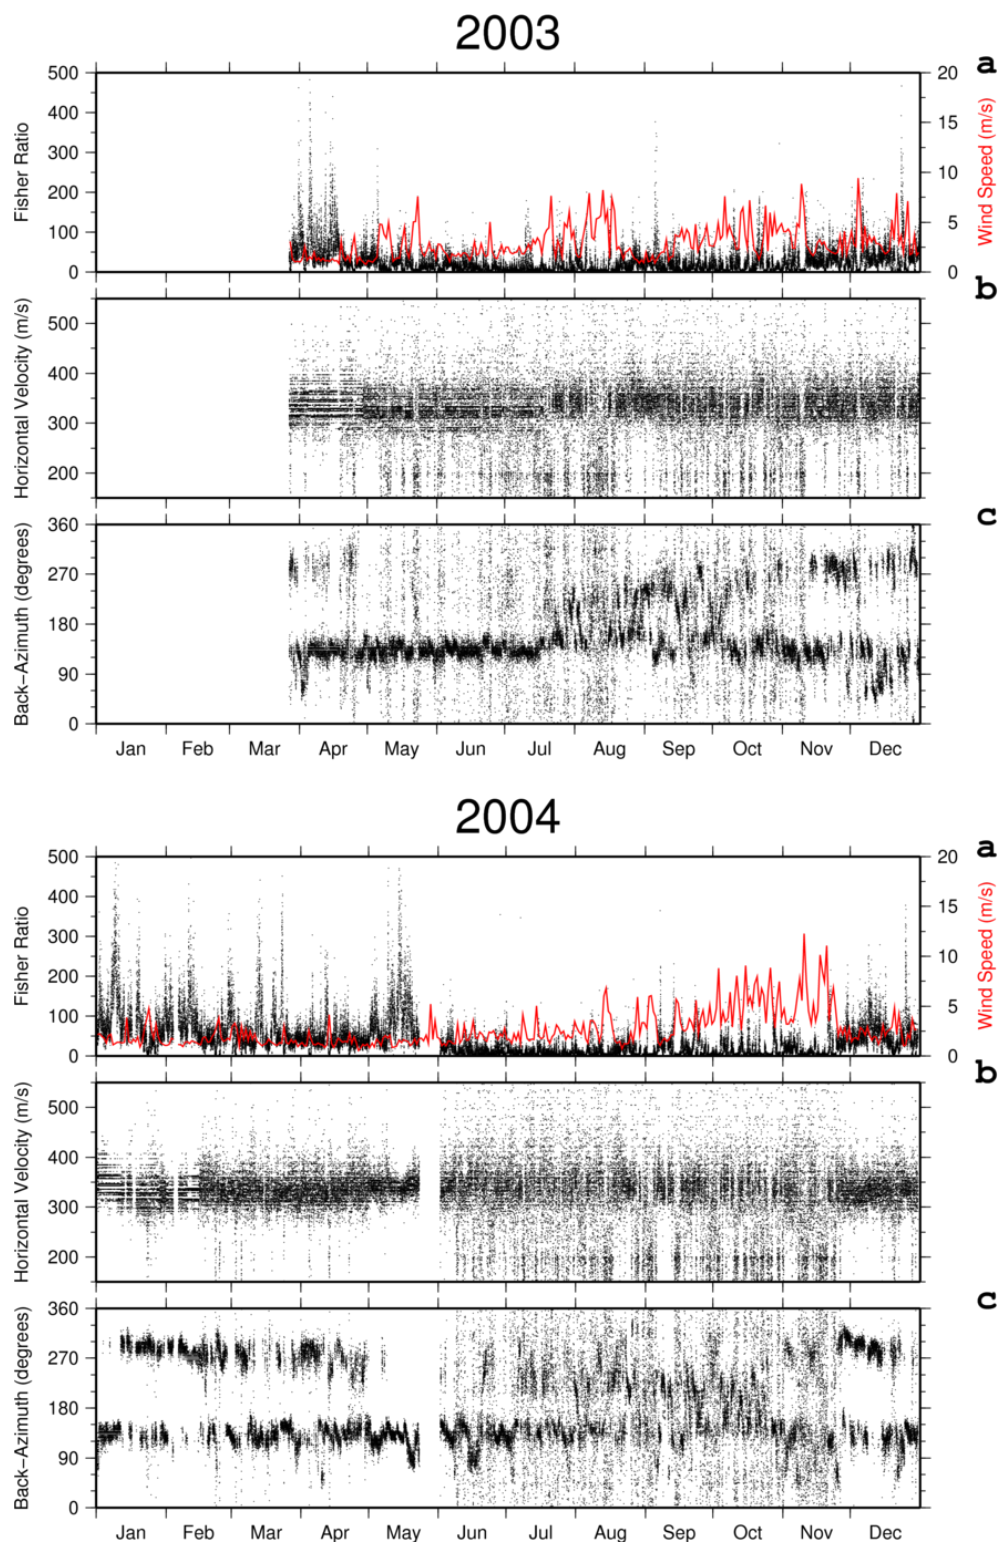 2003
a
500
400
300
200
100
0
Fisher Ratio
20
15
10
5
0
Wind Speed (m/s)
b
500
400
300
200
Horizontal Velocity (m/s)
c
360
270
180
90
0
Back–Azimuth (degrees)
Jan Feb Mar Apr May Jun Jul Aug Sep Oct Nov Dec
2004
a
500
400
300
200
100
0
Fisher Ratio
20
15
10
5
0
Wind Speed (m/s)
b
500
400
300
200
Horizontal Velocity (m/s)
c
360
270
180
90
0
Back–Azimuth (degrees)
Jan Feb Mar Apr May Jun Jul Aug Sep Oct Nov Dec